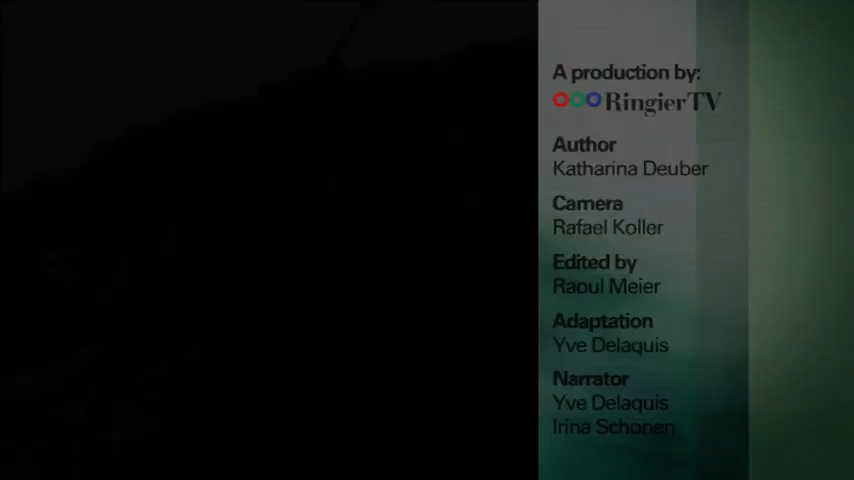 A production by:
RingierTV
Author
Katharina Deuber
Camera
Rafael Koller
Edited by
Raoul Meier
Adaptation
Yve Delaquis
Narrator
Yve Delaquis
Irina Schönen